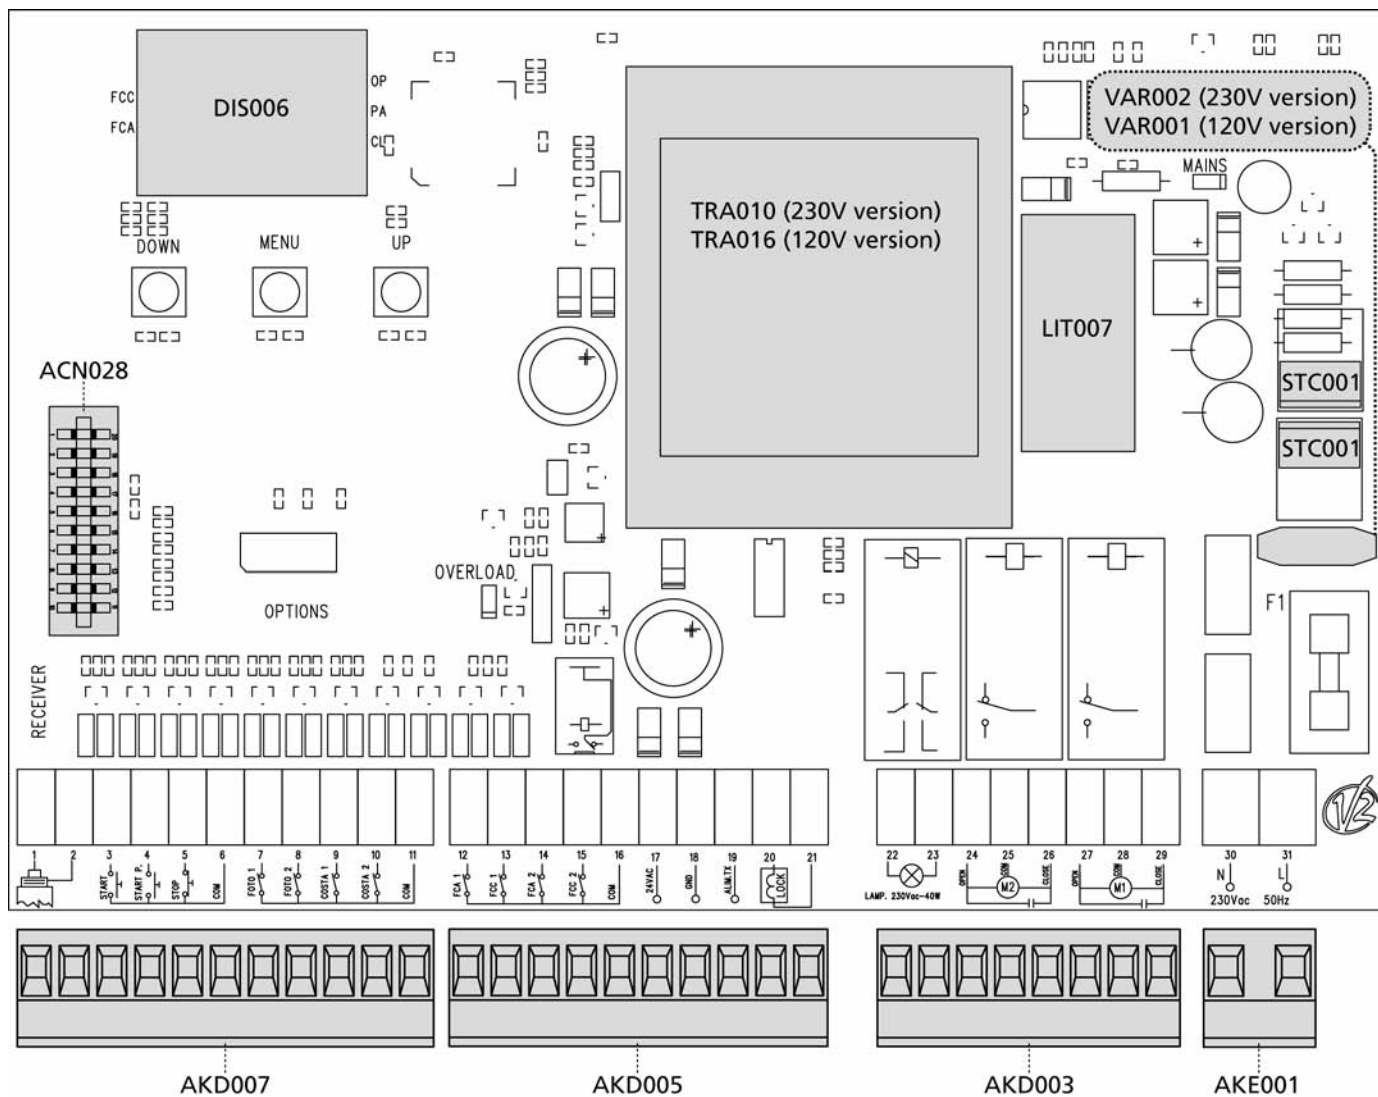 OP
FCC
DIS006
PA
FCA
CL
VAR002 (230V version)
VAR001 (120V version)
MAINS
TRA010 (230V version)
TRA016 (120V version)
DOWN
MENU
UP
LIT007
ACN028
STC001
STC001
OVERLOAD
OPTIONS
F1
RECEIVER
V2
1 2 3 4 5 6 7 8 9 10 11
START
START P.
STOP
COM
FOTO 1
FOTO 2
COSTA 1
COSTA 2
COM
12 13 14 15 16 17 18 19 20 21
FCA 1
FCC 1
FCA 2
FCC 2
COM
24VAC
GND
ALIM.TX
LOCK
22 23 24 25 26 27 28 29
LAMP. 230Vac-40W
OPEN
COM
CLOSE
M2
OPEN
COM
CLOSE
M1
30 31
N L
230Vac 50Hz
AKD007
AKD005
AKD003
AKE001